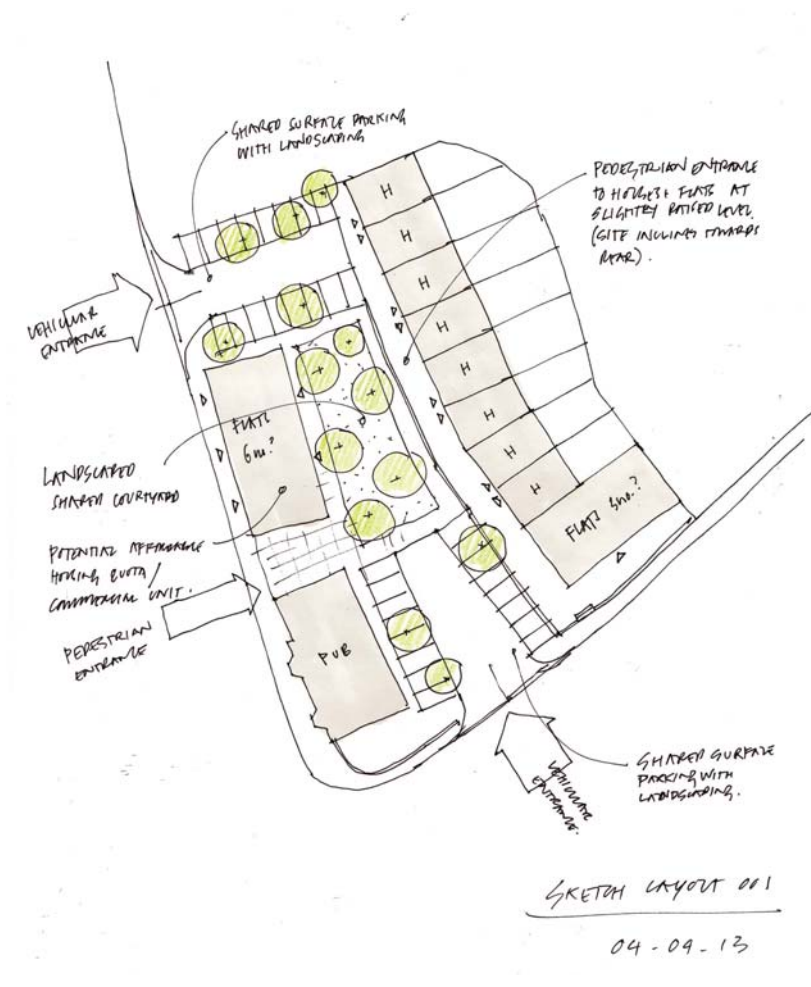 SHARED SURFACE PARKING
WITH LANDSCAPING
PEDESTRIAN ENTRANCE
TO HOUSES + FLATS AT
SLIGHTLY RAISED LEVEL.
(SITE INCLINES TOWARDS
REAR).
VEHICULAR
ENTRANCE
H
H
H
H
H
H
H
H
FLATS
6no.?
LANDSCAPED
SHARED COURTYARD
FLATS 8no.?
POTENTIAL AFFORDABLE
HOUSING QUOTA /
COMMERCIAL UNIT.
PEDESTRIAN
ENTRANCE
PUB
SHARED SURFACE
PARKING WITH
LANDSCAPING.
VEHICULAR
ENTRANCE.
SKETCH LAYOUT 001
04-09-13